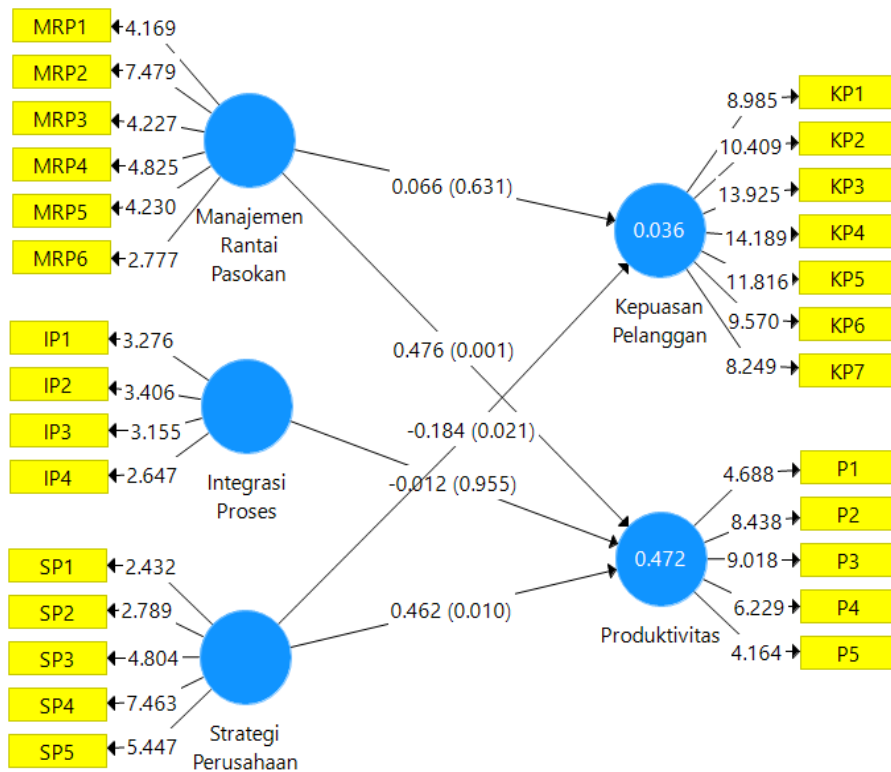 MRP1
4.169
MRP2
7.479
MRP3
4.227
MRP4
4.825
MRP5
4.230
MRP6
2.777
Manajemen
Rantai
Pasokan
IP1
3.276
IP2
3.406
IP3
3.155
IP4
2.647
Integrasi
Proses
SP1
2.432
SP2
2.789
SP3
4.804
SP4
7.463
SP5
5.447
Strategi
Perusahaan
0.066 (0.631)
0.476 (0.001)
-0.184 (0.021)
-0.012 (0.955)
0.462 (0.010)
0.036
Kepuasan
Pelanggan
8.985
KP1
10.409
KP2
13.925
KP3
14.189
KP4
11.816
KP5
9.570
KP6
8.249
KP7
0.472
Produktivitas
4.688
P1
8.438
P2
9.018
P3
6.229
P4
4.164
P5